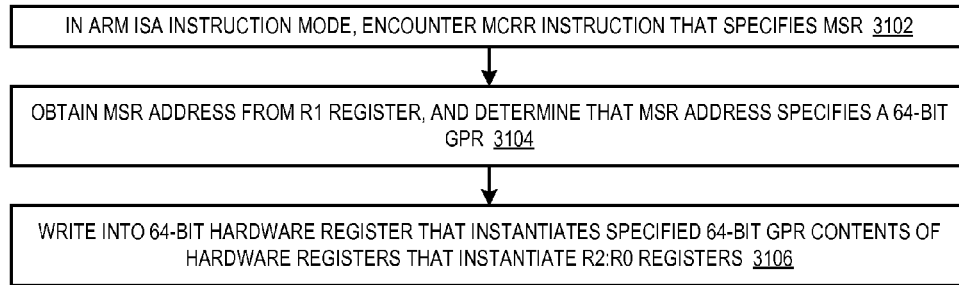 IN ARM ISA INSTRUCTION MODE, ENCOUNTER MCRR INSTRUCTION THAT SPECIFIES MSR 3102
OBTAIN MSR ADDRESS FROM R1 REGISTER, AND DETERMINE THAT MSR ADDRESS SPECIFIES A 64-BIT
GPR 3104
WRITE INTO 64-BIT HARDWARE REGISTER THAT INSTANTIATES SPECIFIED 64-BIT GPR CONTENTS OF
HARDWARE REGISTERS THAT INSTANTIATE R2:R0 REGISTERS 3106